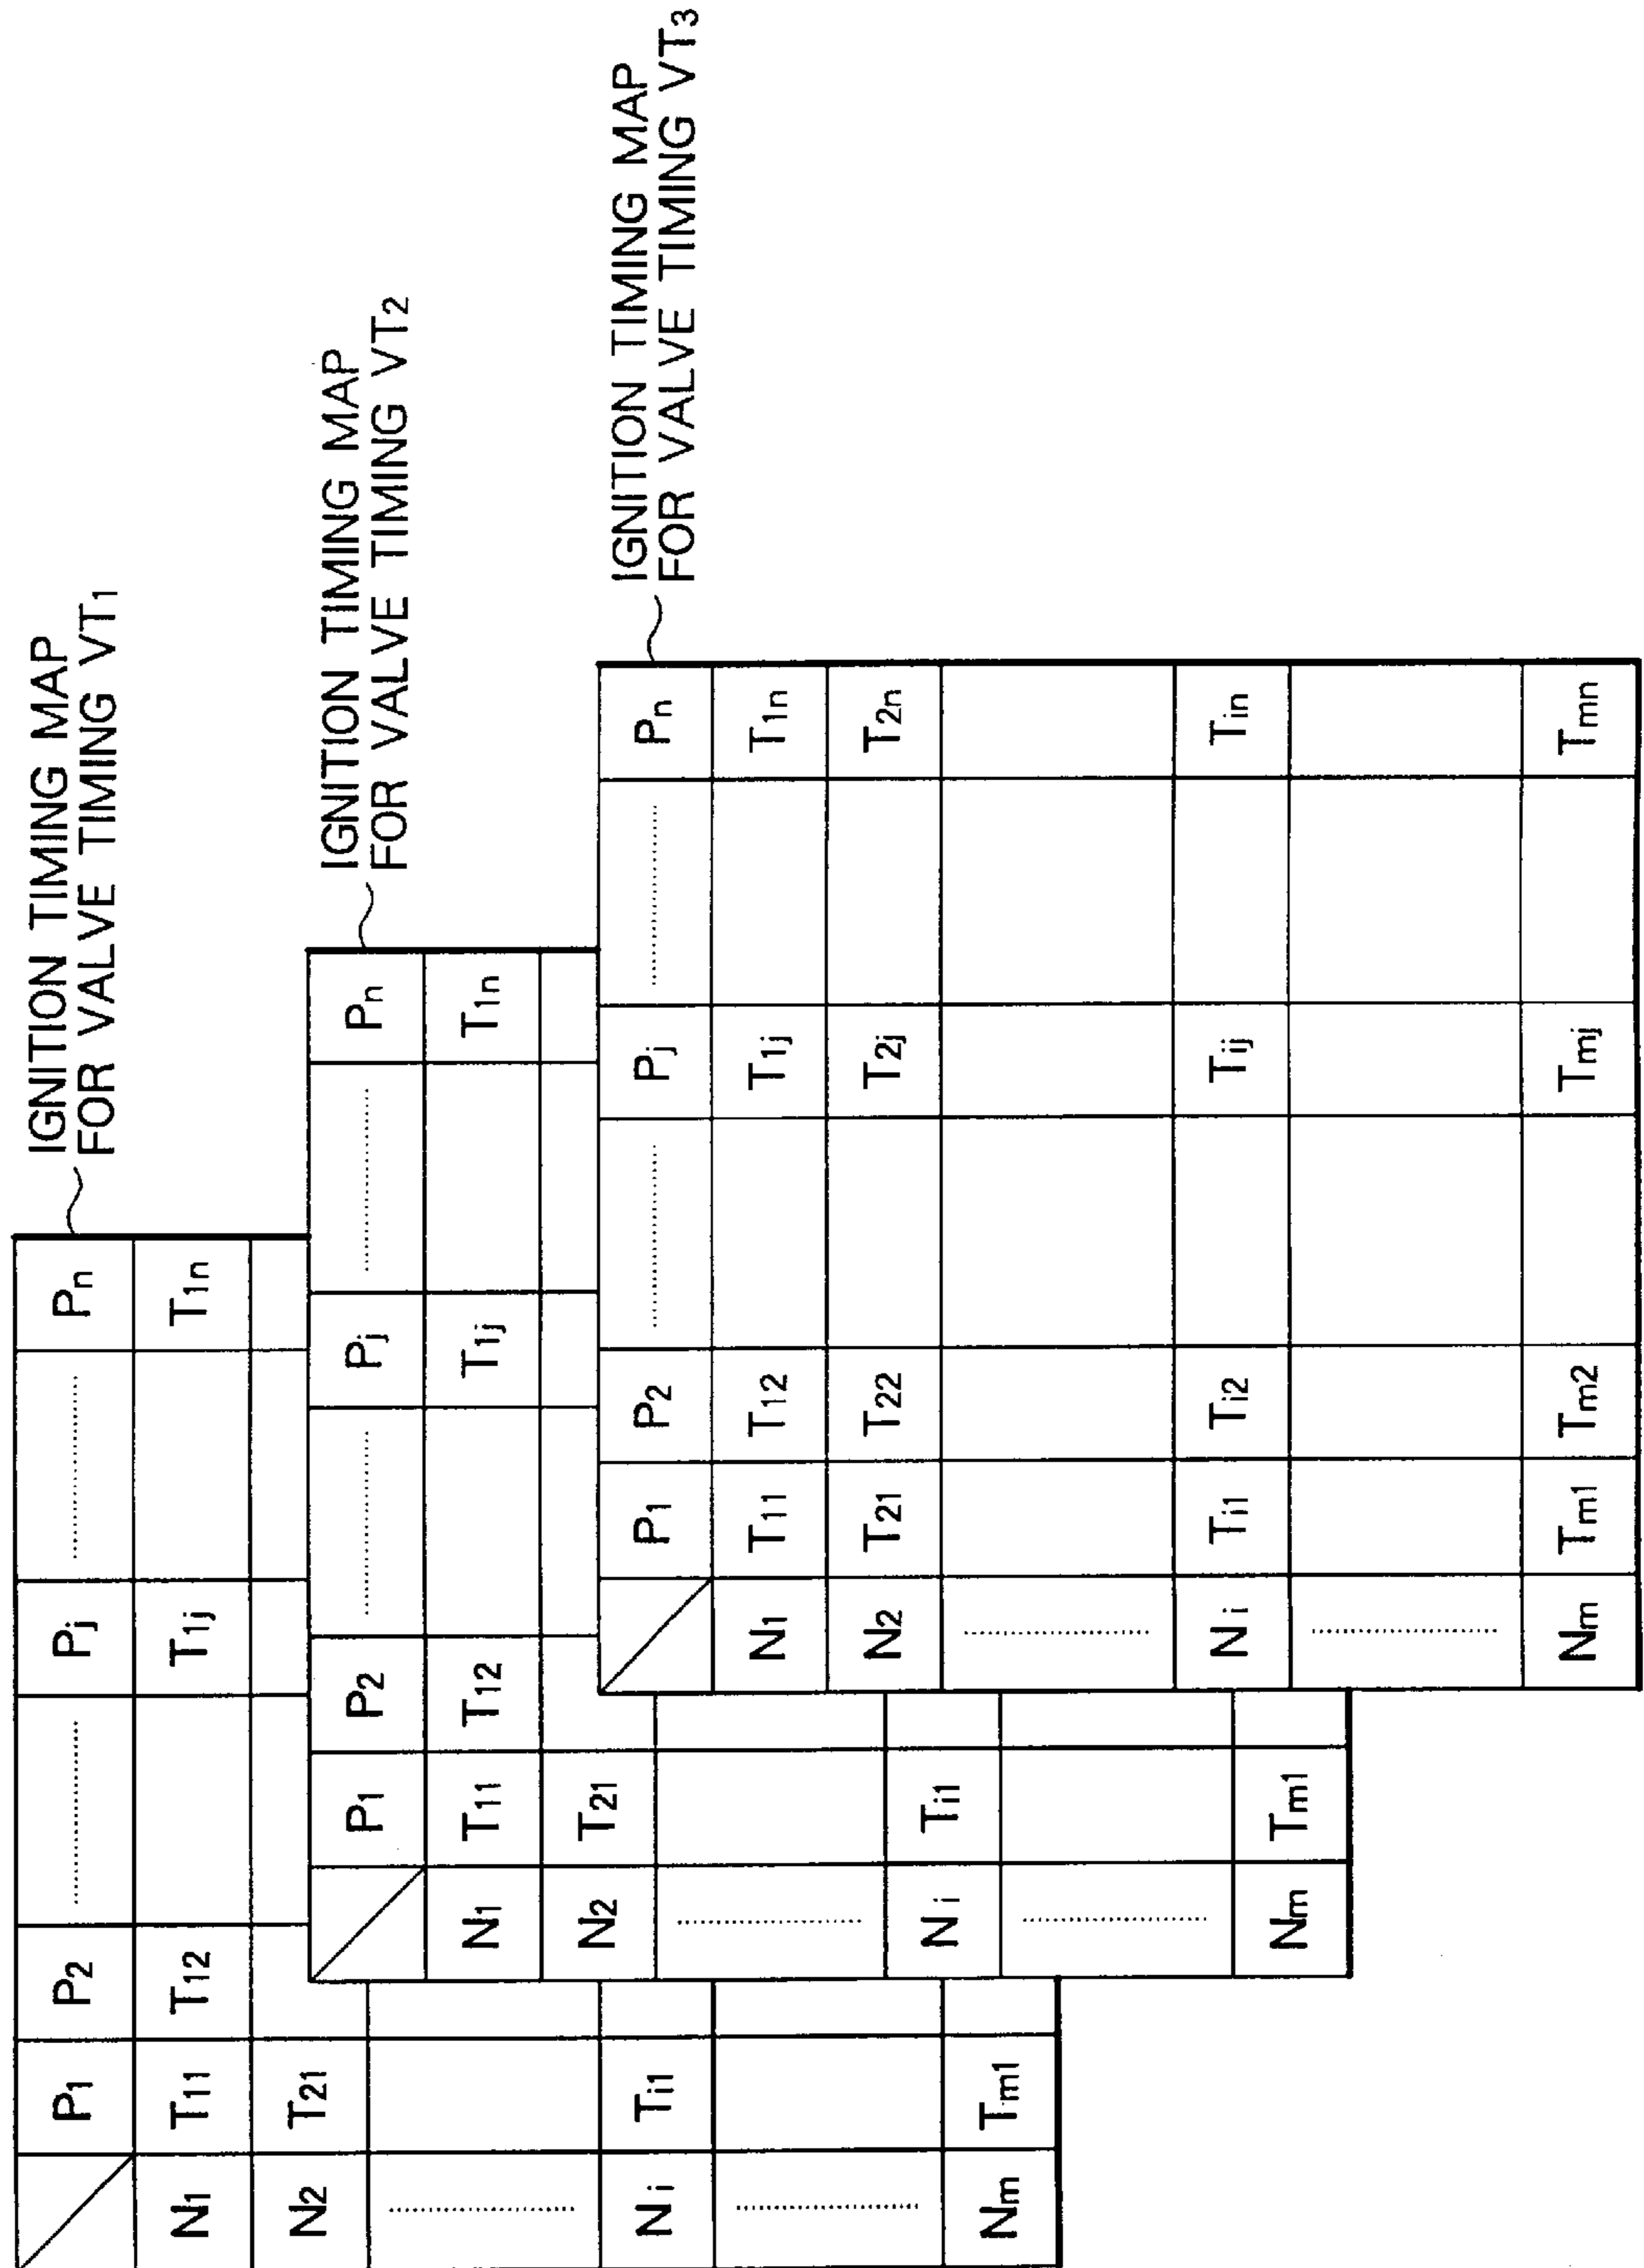 IGNITION TIMING MAP
FOR VALVE TIMING VT1
P1 P2 ............ Pj ............ Pn
N1 T11 T12 T1j T1n
N2 T21
............
Ni Ti1
............
Nm Tm1
IGNITION TIMING MAP
FOR VALVE TIMING VT2
P1 P2 ............ Pj ............ Pn
N1 T11 T12 T1j T1n
N2 T21
............
Ni Ti1
............
Nm Tm1
IGNITION TIMING MAP
FOR VALVE TIMING VT3
P1 P2 ............ Pj ............ Pn
N1 T11 T12 T1j T1n
N2 T21 T22 T2j T2n
............
Ni Ti1 Ti2 Tij Tin
............
Nm Tm1 Tm2 Tmj Tmn